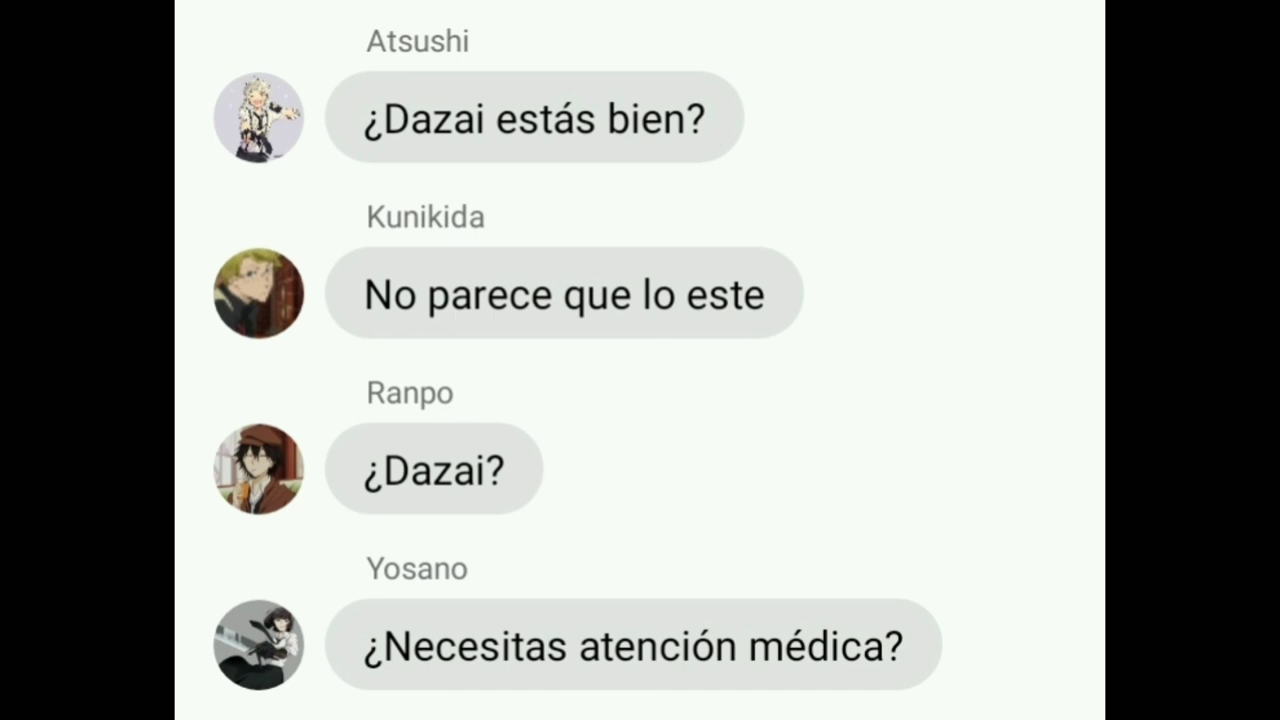 Atsushi
¿Dazai estás bien?
Kunikida
No parece que lo este
Ranpo
¿Dazai?
Yosano
¿Necesitas atención médica?